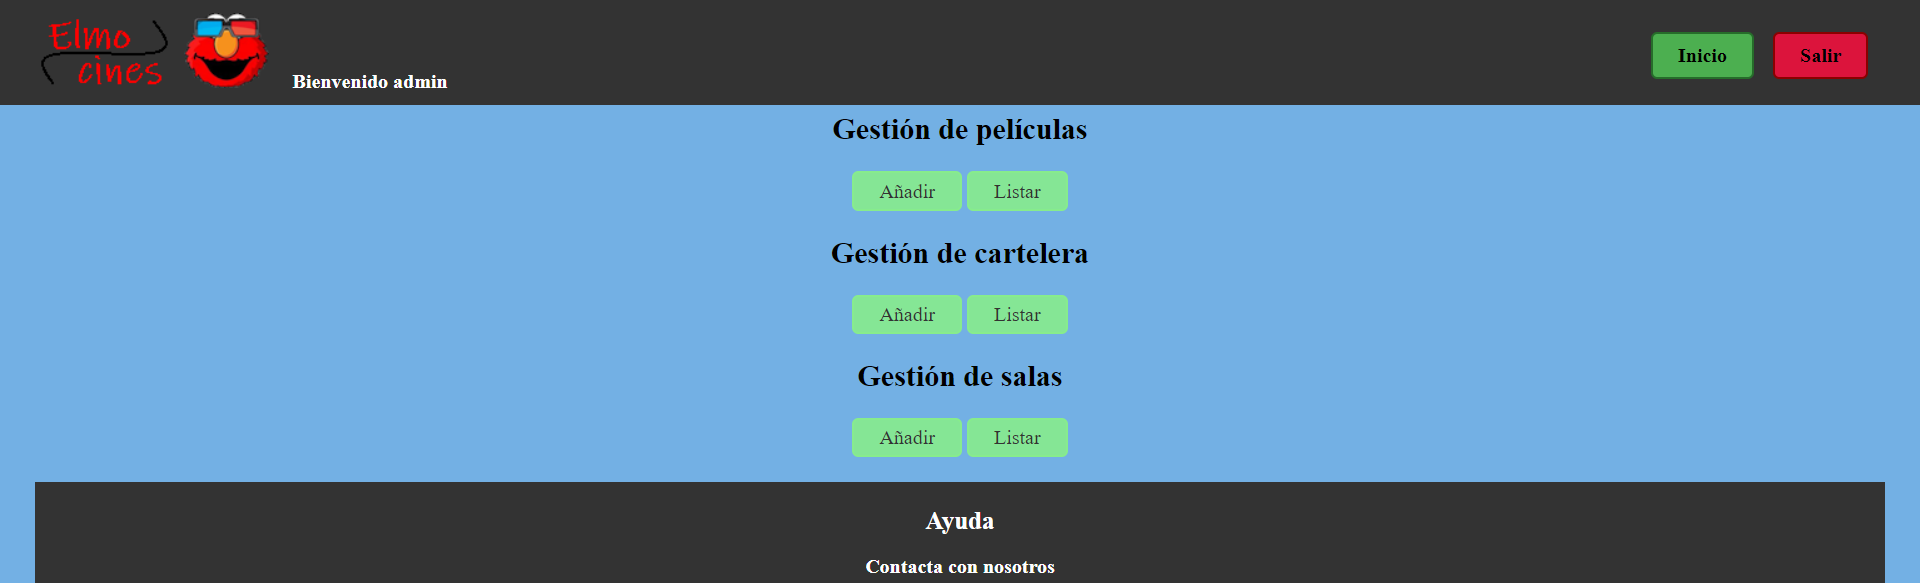 Elmo
cines
Bienvenido admin
Inicio
Salir
Gestión de películas
Añadir
Listar
Gestión de cartelera
Añadir
Listar
Gestión de salas
Añadir
Listar
Ayuda
Contacta con nosotros